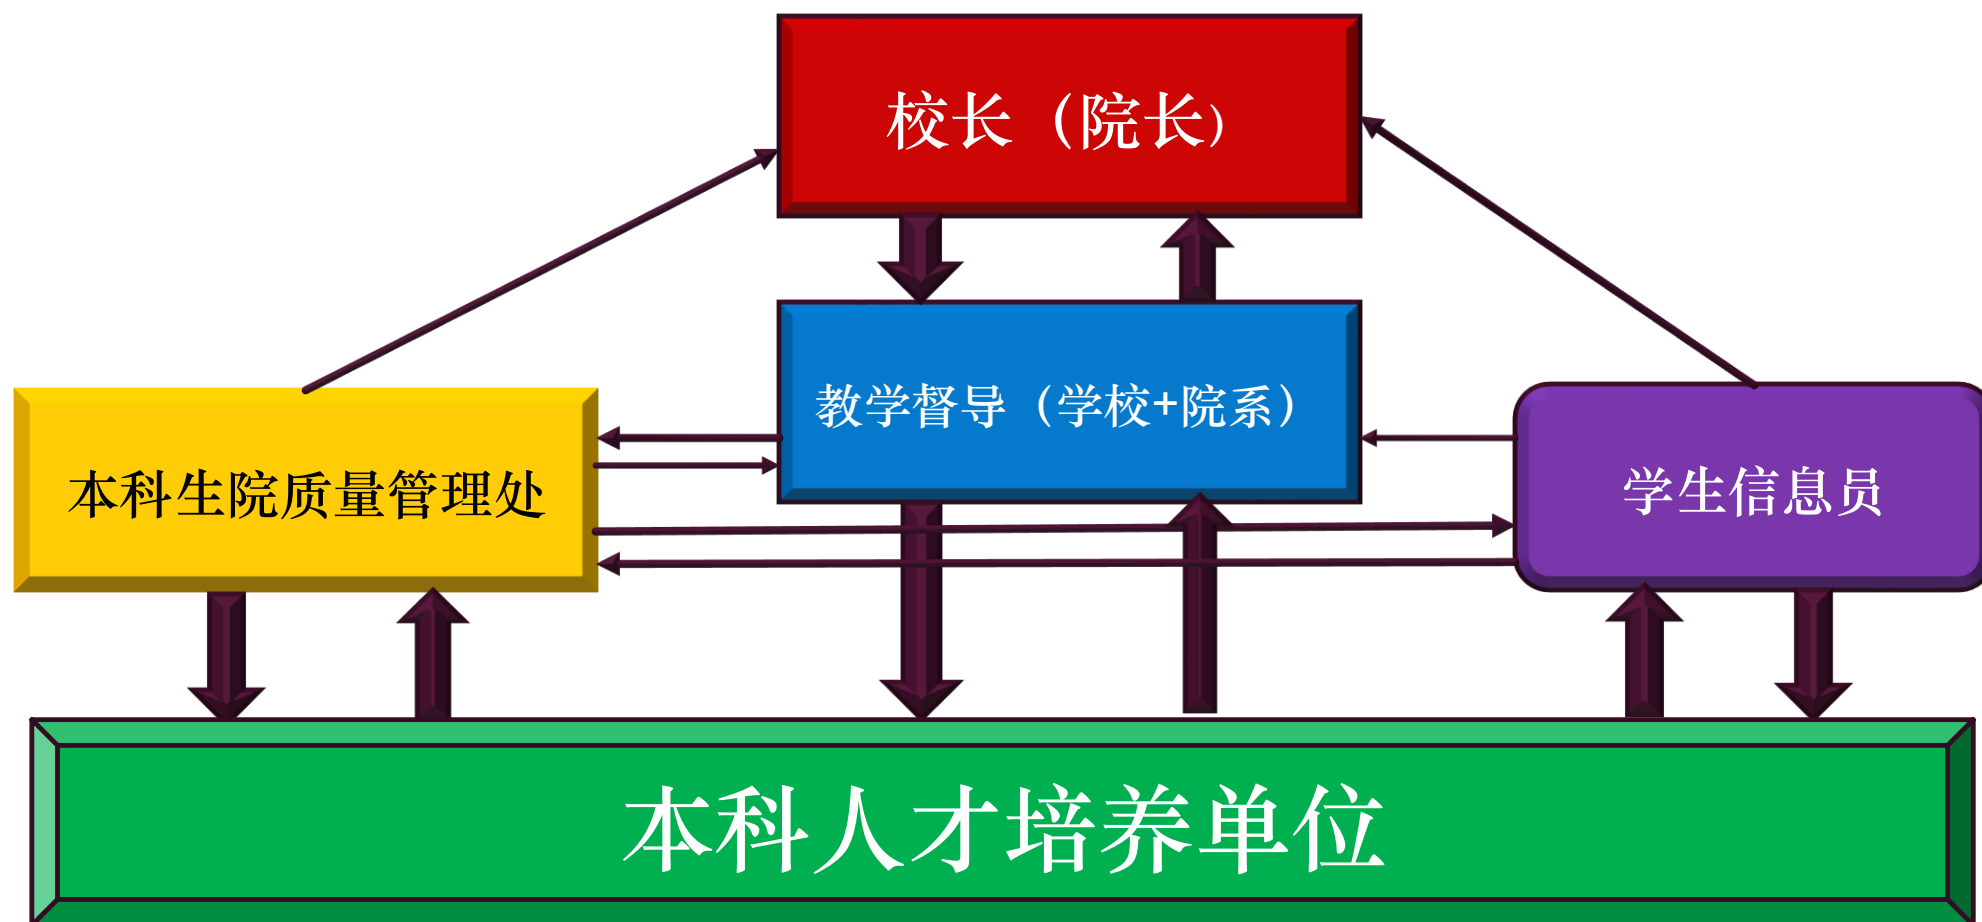 校长（院长）
教学督导（学校+院系）
本科生院质量管理处
学生信息员
本科人才培养单位